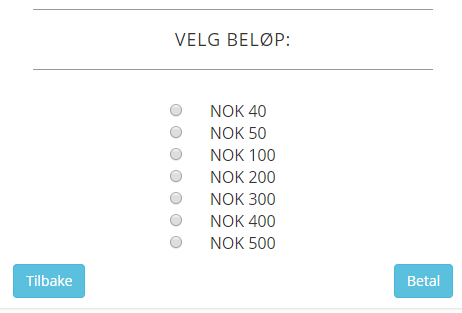 VELG BELØP:
NOK 40
NOK 50
NOK 100
NOK 200
NOK 300
NOK 400
NOK 500
Tilbake
Betal